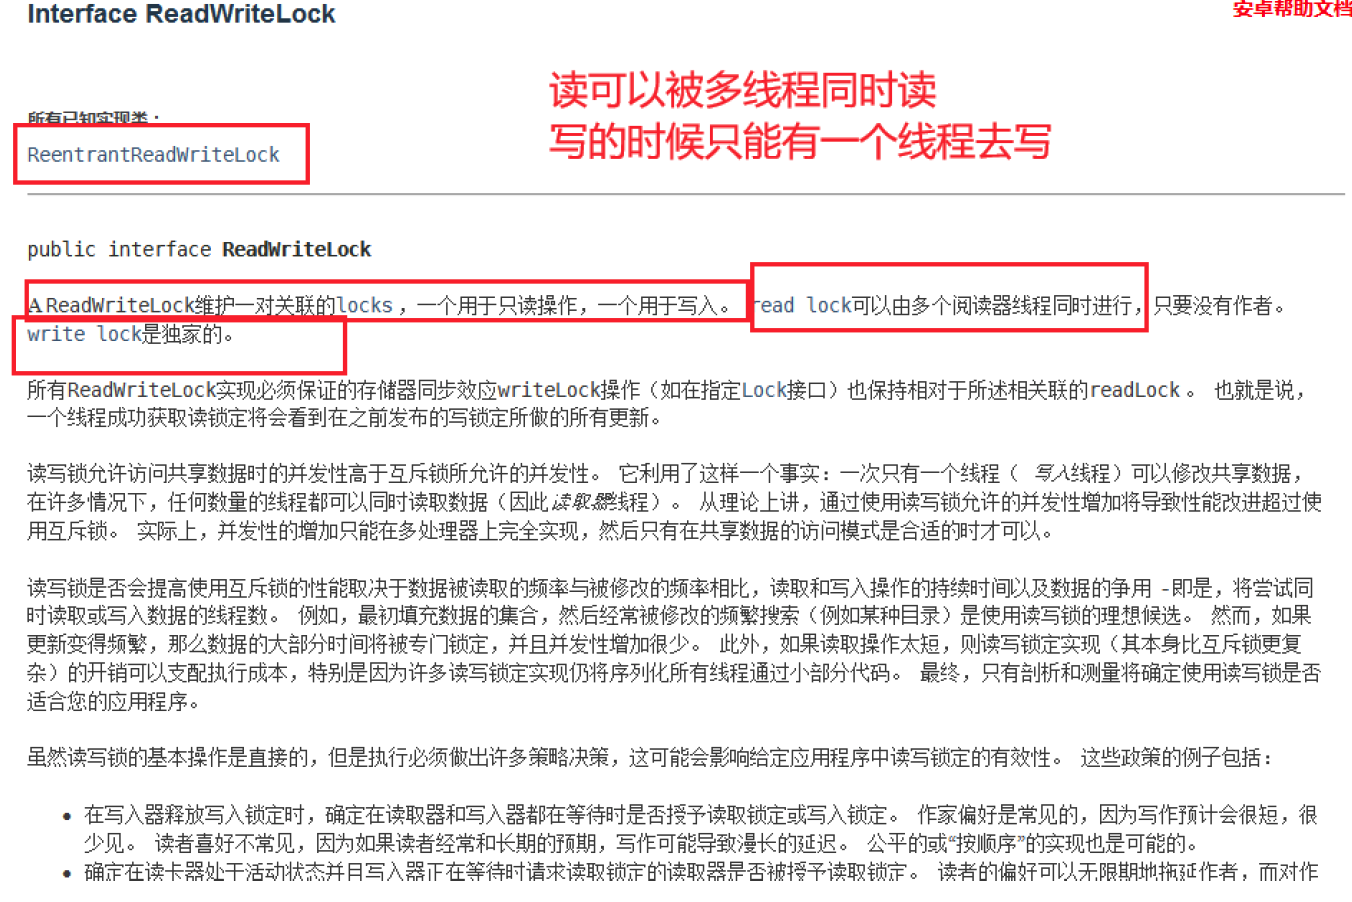 Interface ReadWriteLock
安卓帮助文档
读可以被多线程同时读
写的时候只能有一个线程去写
所有已知实现类：
ReentrantReadWriteLock
public interface ReadWriteLock
A ReadWriteLock维护一对关联的locks ，一个用于只读操作，一个用于写入。 read lock可以由多个阅读器线程同时进行，只要没有作者。
write lock是独家的。
所有ReadWriteLock实现必须保证的存储器同步效应writeLock操作（如在指定Lock接口）也保持相对于所述相关联的readLock 。 也就是说，
一个线程成功获取读锁定将会看到在之前发布的写锁定所做的所有更新。
读写锁允许访问共享数据时的并发性高于互斥锁所允许的并发性。 它利用了这样一个事实：一次只有一个线程（ 写入线程）可以修改共享数据，
在许多情况下，任何数量的线程都可以同时读取数据（因此读取器线程）。 从理论上讲，通过使用读写锁允许的并发性增加将导致性能改进超过使
用互斥锁。 实际上，并发性的增加只能在多处理器上完全实现，然后只有在共享数据的访问模式是合适的时才可以。
读写锁是否会提高使用互斥锁的性能取决于数据被读取的频率与被修改的频率相比，读取和写入操作的持续时间以及数据的争用 -即是，将尝试同
时读取或写入数据的线程数。 例如，最初填充数据的集合，然后经常被修改的频繁搜索（例如某种目录）是使用读写锁的理想候选。 然而，如果
更新变得频繁，那么数据的大部分时间将被专门锁定，并且并发性增加很少。 此外，如果读取操作太短，则读写锁定实现（其本身比互斥锁更复
杂）的开销可以支配执行成本，特别是因为许多读写锁定实现仍将序列化所有线程通过小部分代码。 最终，只有剖析和测量将确定使用读写锁是否
适合您的应用程序。
虽然读写锁的基本操作是直接的，但是执行必须做出许多策略决策，这可能会影响给定应用程序中读写锁定的有效性。 这些政策的例子包括：
• 在写入器释放写入锁定时，确定在读取器和写入器都在等待时是否授予读取锁定或写入锁定。 作家偏好是常见的，因为写作预计会很短，很
少见。 读者喜好不常见，因为如果读者经常和长期的预期，写作可能导致漫长的延迟。 公平的或“按顺序”的实现也是可能的。
• 确定在读卡器处于活动状态并且写入器正在等待时请求读取锁定的读取器是否被授予读取锁定。 读者的偏好可以无限期地拖延作者，而对作